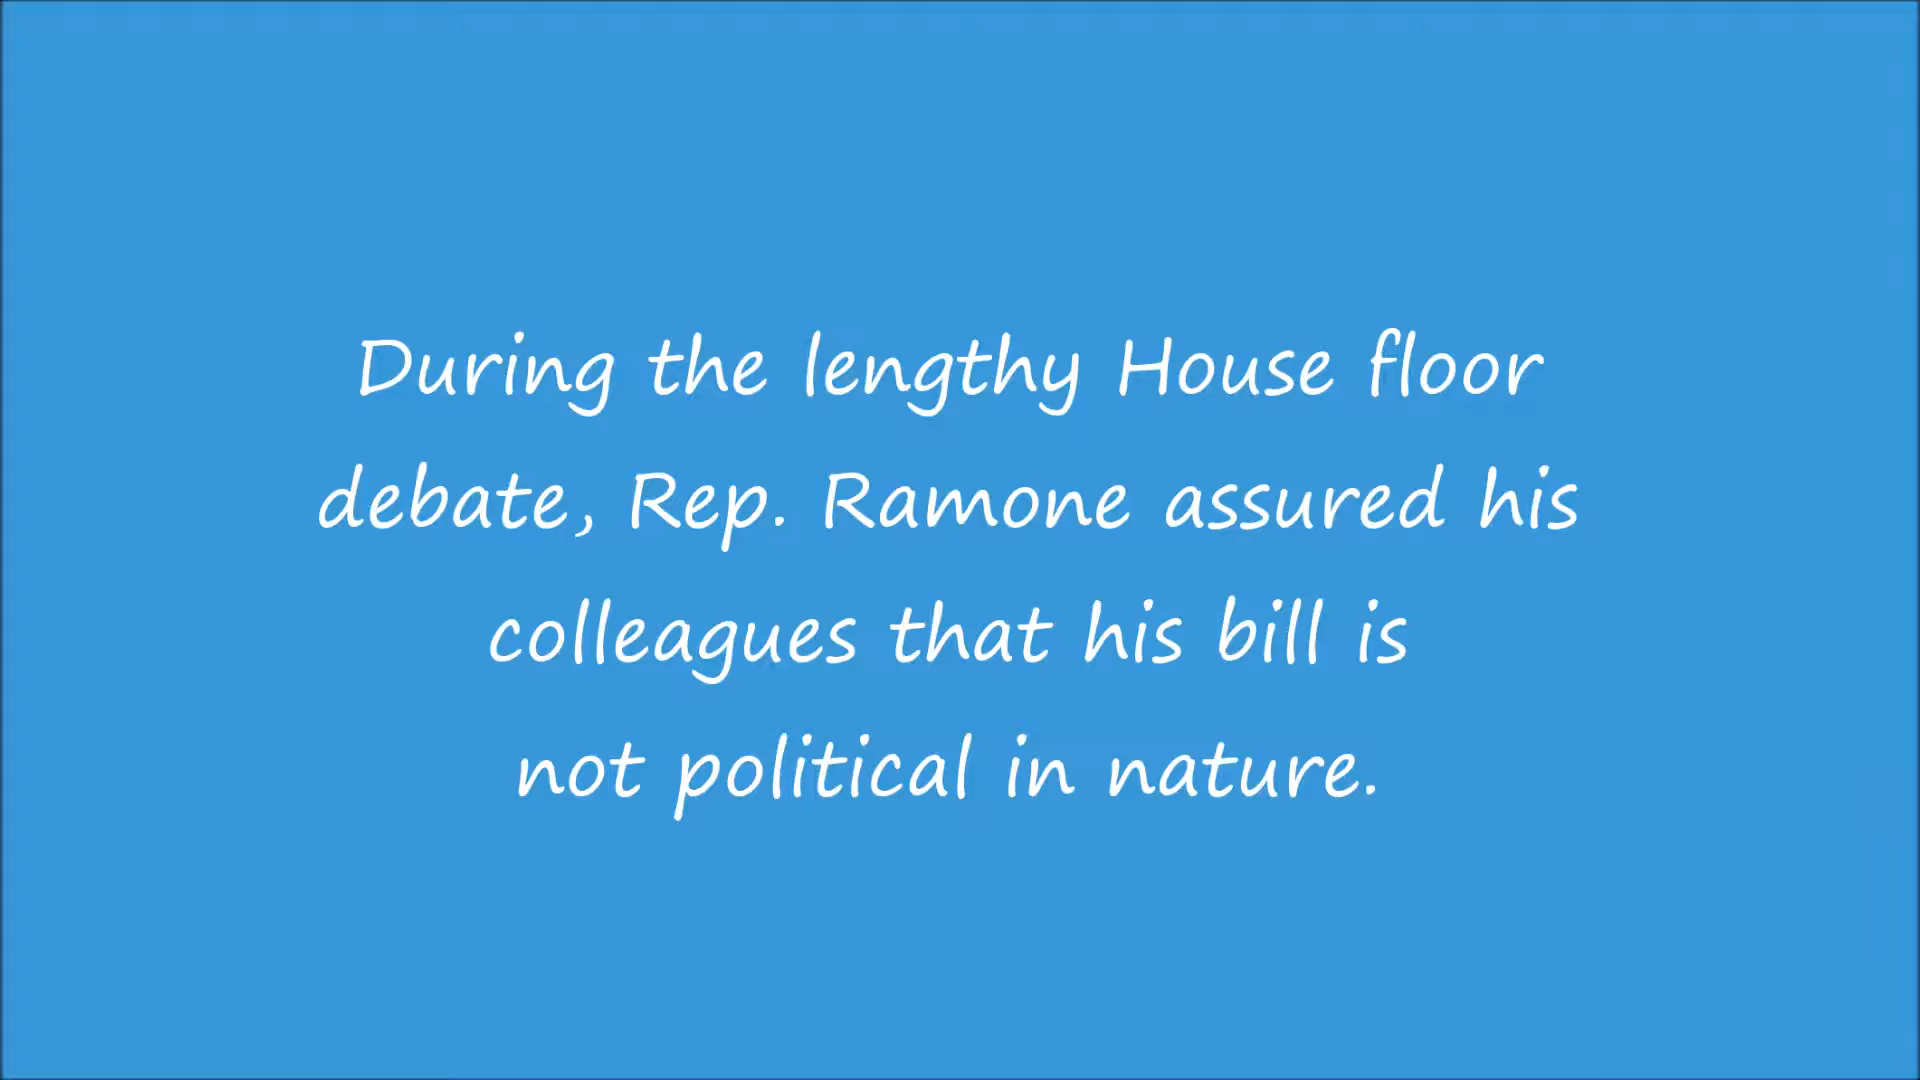 During the lengthy House floor
debate, Rep. Ramone assured his
colleagues that his bill is
not political in nature.